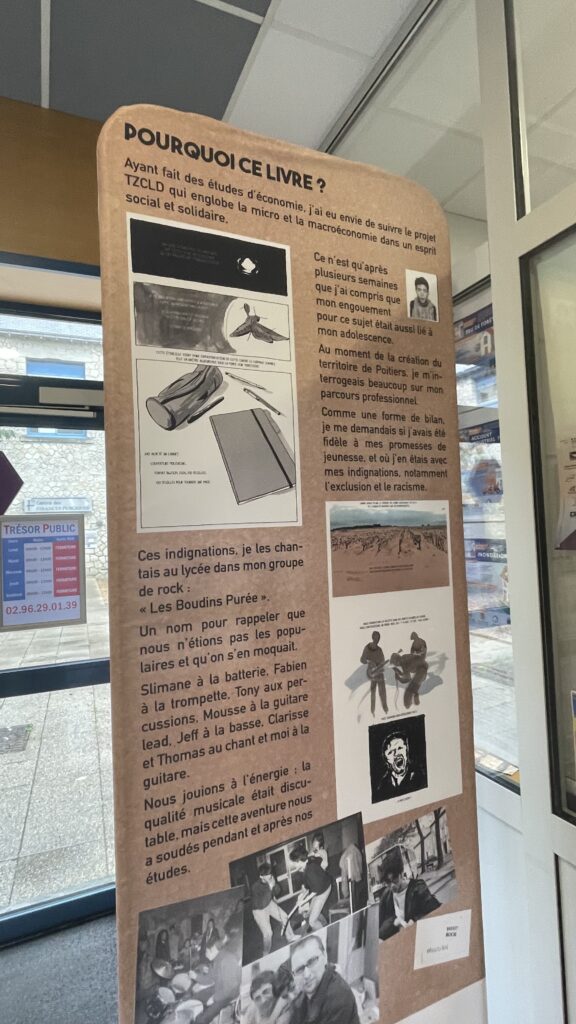 POURQUOI CE LIVRE ?
Ayant fait des études d'économie, j'ai eu envie de suivre le projet
TZCLD qui englobe la micro et la macroéconomie dans un esprit
social et solidaire.
Ce n'est qu'après
plusieurs semaines
que j'ai compris que
mon engouement
pour ce sujet était aussi lié à
mon adolescence.
Au moment de la création du
territoire de Poitiers, je m'in-
terrogeais beaucoup sur mon
parcours professionnel.
Comme une forme de bilan,
je me demandais si j'avais été
fidèle à mes promesses de
jeunesse, et où j'en étais avec
mes indignations, notamment
l'exclusion et le racisme.
Ces indignations, je les chan-
tais au lycée dans mon groupe
de rock :
« Les Boudins Purée ».
Un nom pour rappeler que
nous n'étions pas les popu-
laires et qu'on s'en moquait.
Slimane à la batterie, Fabien
à la trompette, Tony aux per-
cussions, Mousse à la guitare
lead, Jeff à la basse, Clarisse
et Thomas au chant et moi à la
guitare.
Nous jouions à l'énergie ; la
qualité musicale était discu-
table, mais cette aventure nous
a soudés pendant et après nos
études.
TRÉSOR PUBLIC
02.96.29.01.39